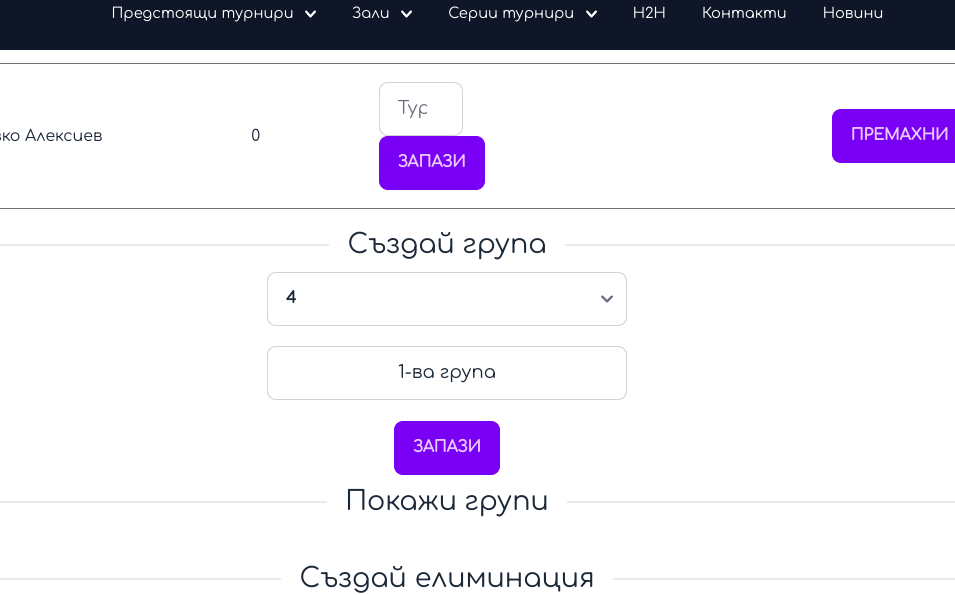 Предстоящи турнири Зали Серии турнири H2H Контакти Новини
Алексиев 0 Тур ПРЕМАХНИ
ЗАПАЗИ
Създай група
4
1-ва група
ЗАПАЗИ
Покажи групи
Създай елиминация